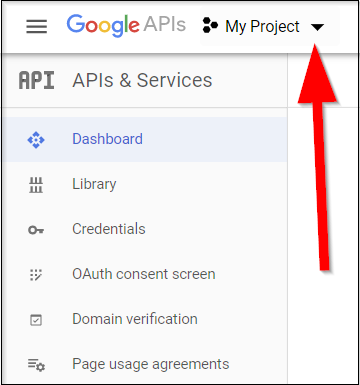 Google APIs My Project
API APIs & Services
Dashboard
Library
Credentials
OAuth consent screen
Domain verification
Page usage agreements